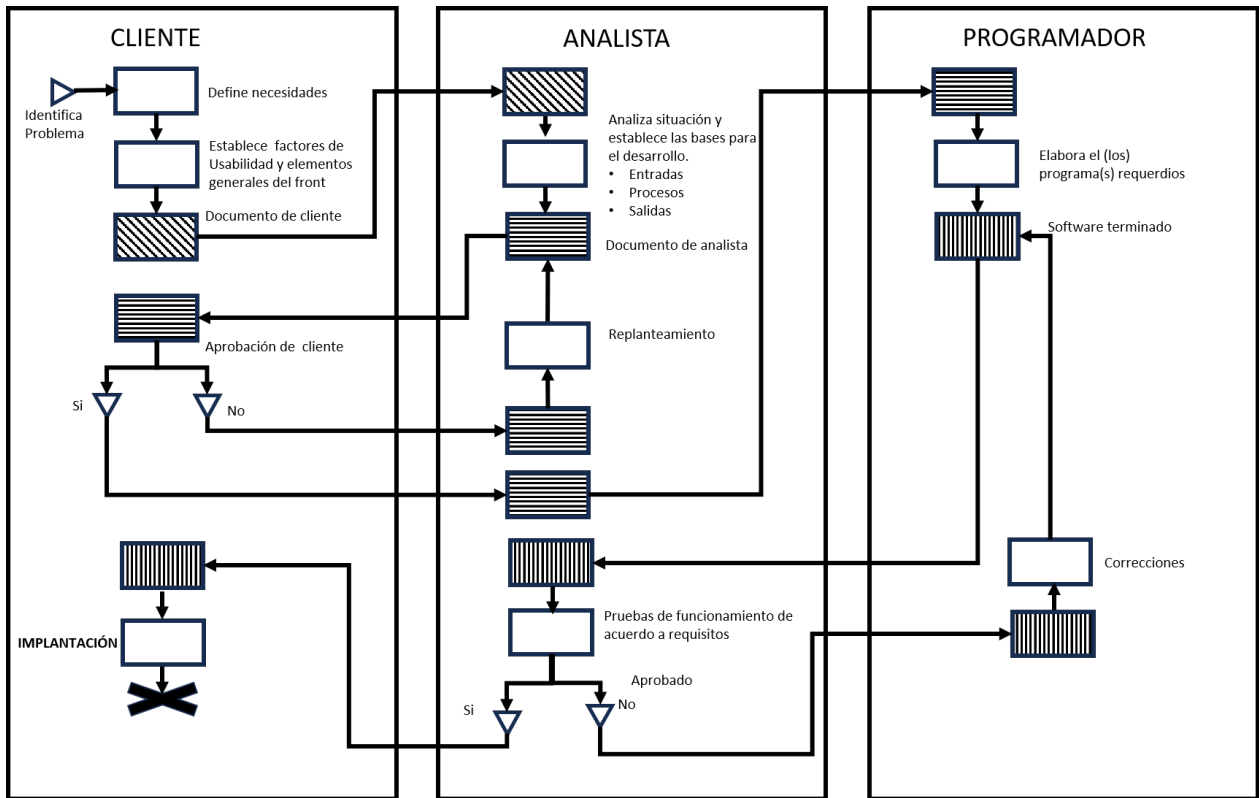 CLIENTE
Identifica
Problema
Define necesidades
Establece factores de
Usabilidad y elementos
generales del front
Documento de cliente
Aprobación de cliente
Si
No
IMPLANTACIÓN
ANALISTA
Analiza situación y
establece las bases para
el desarrollo.
• Entradas
• Procesos
• Salidas
Documento de analista
Replanteamiento
Pruebas de funcionamiento de
acuerdo a requisitos
Aprobado
Si
No
PROGRAMADOR
Elabora el (los)
programa(s) requerdios
Software terminado
Correcciones